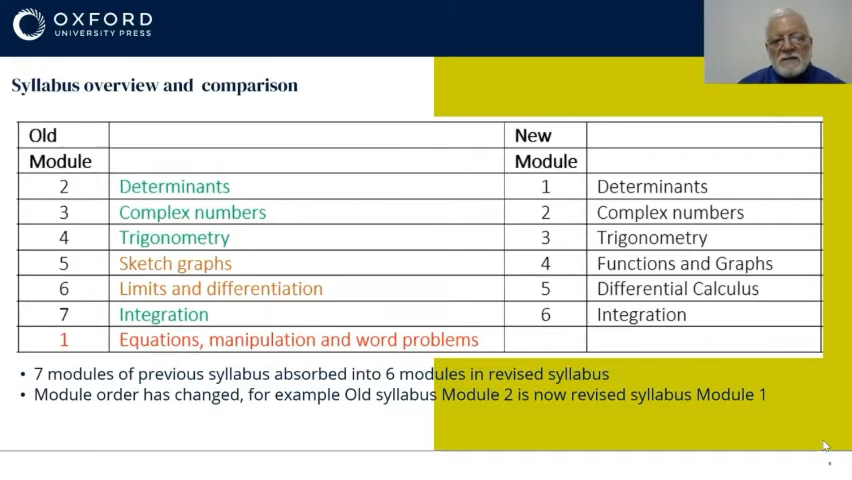 OXFORD
UNIVERSITY PRESS
Syllabus overview and comparison
Old New
Module Module
2 Determinants 1 Determinants
3 Complex numbers 2 Complex numbers
4 Trigonometry 3 Trigonometry
5 Sketch graphs 4 Functions and Graphs
6 Limits and differentiation 5 Differential Calculus
7 Integration 6 Integration
1 Equations, manipulation and word problems
• 7 modules of previous syllabus absorbed into 6 modules in revised syllabus
• Module order has changed, for example Old syllabus Module 2 is now revised syllabus Module 1